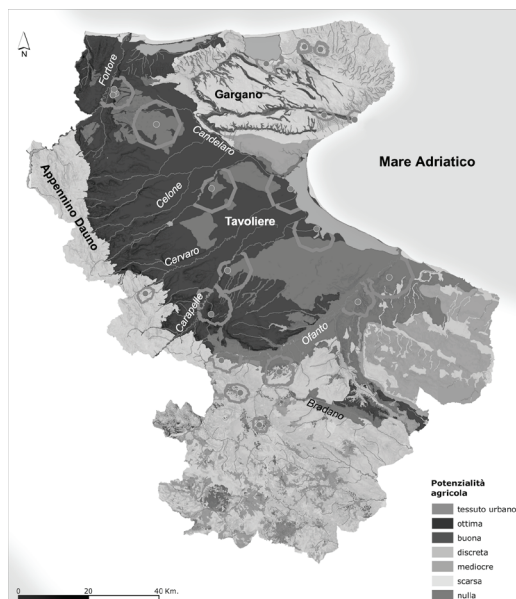 N
Fortore
Gargano
Candelaro
Mare Adriatico
Appennino Dauno
Celone
Tavoliere
Cervaro
Carapelle
Ofanto
Bradano
Potenzialità
agricola
tessuto urbano
ottima
buona
discreta
mediocre
scarsa
nulla
0 20 40 Km.